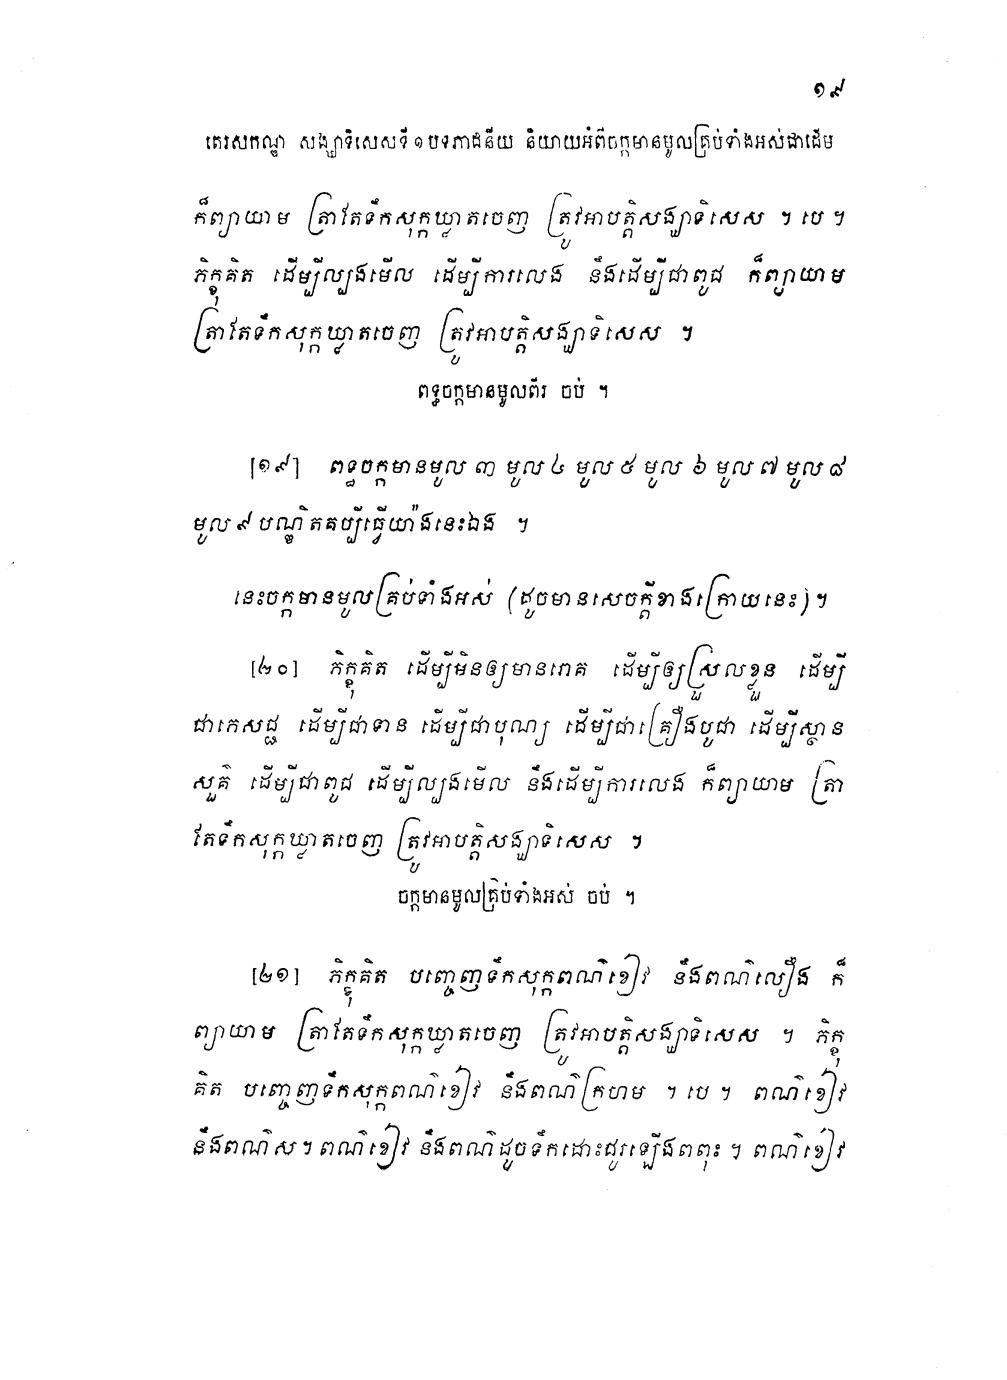 ១៩
តេរសកណ្ឌ សង្ឃាទិសេសទី១ បទភាជនីយ និយាយអំពីចក្កមានមូលគ្រប់ទាំងអស់ជាដើម
ក៏ព្យាយាម ត្រាតែទឹកសុក្កឃ្លាតចេញ ត្រូវអាបត្តិសង្ឃាទិសេស ។ បេ ។
ភិក្ខុគិត ដើម្បីល្បងមើល ដើម្បីការលេង នឹងដើម្បីជាពូជ ក៏ព្យាយាម
ត្រាតែទឹកសុក្កឃ្លាតចេញ ត្រូវអាបត្តិសង្ឃាទិសេស ។
ពទ្ធចក្កមានមូលពីរ ចប់ ។
[១៩] ពទ្ធចក្កមានមូល ៣ មូល ៤ មូល ៥ មូល ៦ មូល ៧ មូល ៨
មូល ៩ បណ្ឌិតគប្បីធ្វើយ៉ាងនេះឯង ។
នេះចក្កមានមូលគ្រប់ទាំងអស់ (ដូចមានសេចក្តីខាងក្រោយនេះ) ។
[២០] ភិក្ខុគិត ដើម្បីមិនឲ្យមានរោគ ដើម្បីឲ្យស្រួលខ្លួន ដើម្បី
ជាភេសជ្ជ ដើម្បីជាទាន ដើម្បីជាបុណ្យ ដើម្បីជាគ្រឿងបូជា ដើម្បីស្ថាន
សួគ៌ ដើម្បីជាពូជ ដើម្បីល្បងមើល នឹងដើម្បីការលេង ក៏ព្យាយាម ត្រា
តែទឹកសុក្កឃ្លាតចេញ ត្រូវអាបត្តិសង្ឃាទិសេស ។
ចក្កមានមូលគ្រប់ទាំងអស់ ចប់ ។
[២១] ភិក្ខុគិត បញ្ចេញទឹកសុក្កពណ៌ខៀវ នឹងពណ៌លឿង ក៏
ព្យាយាម ត្រាតែទឹកសុក្កឃ្លាតចេញ ត្រូវអាបត្តិសង្ឃាទិសេស ។ ភិក្ខុ
គិត បញ្ចេញទឹកសុក្កពណ៌ខៀវ នឹងពណ៌ក្រហម ។ បេ ។ ពណ៌ខៀវ
នឹងពណ៌ស ។ ពណ៌ខៀវ នឹងពណ៌ដូចទឹកដោះជូរឡើងពពុះ ។ ពណ៌ខៀវ